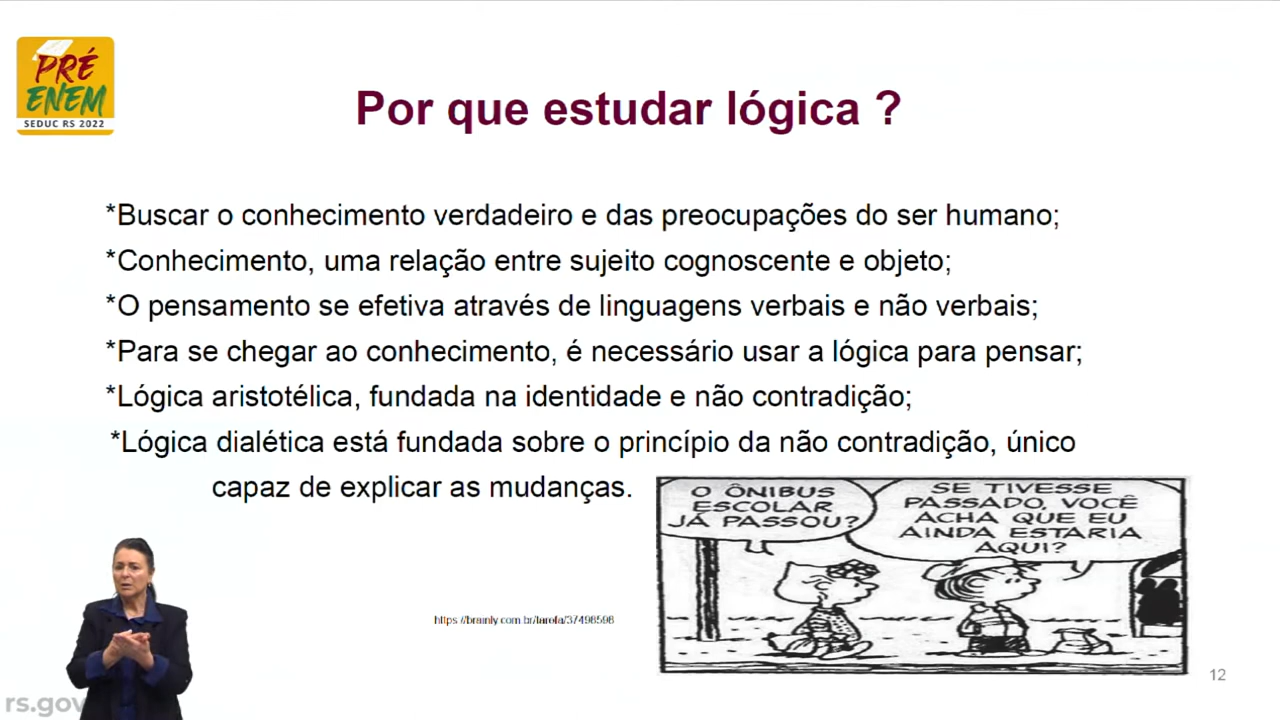 PRÉ
ENEM
SEDUC RS 2022
Por que estudar lógica ?
*Buscar o conhecimento verdadeiro e das preocupações do ser humano;
*Conhecimento, uma relação entre sujeito cognoscente e objeto;
*O pensamento se efetiva através de linguagens verbais e não verbais;
*Para se chegar ao conhecimento, é necessário usar a lógica para pensar;
*Lógica aristotélica, fundada na identidade e não contradição;
*Lógica dialética está fundada sobre o princípio da não contradição, único
capaz de explicar as mudanças.
O ÔNIBUS
ESCOLAR
JÁ PASSOU?
SE TIVESSE
PASSADO, VOCÊ
ACHA QUE EU
AINDA ESTARIA
AQUI?
https://brainly.com.br/tarefa/37498598
12
rs.gov